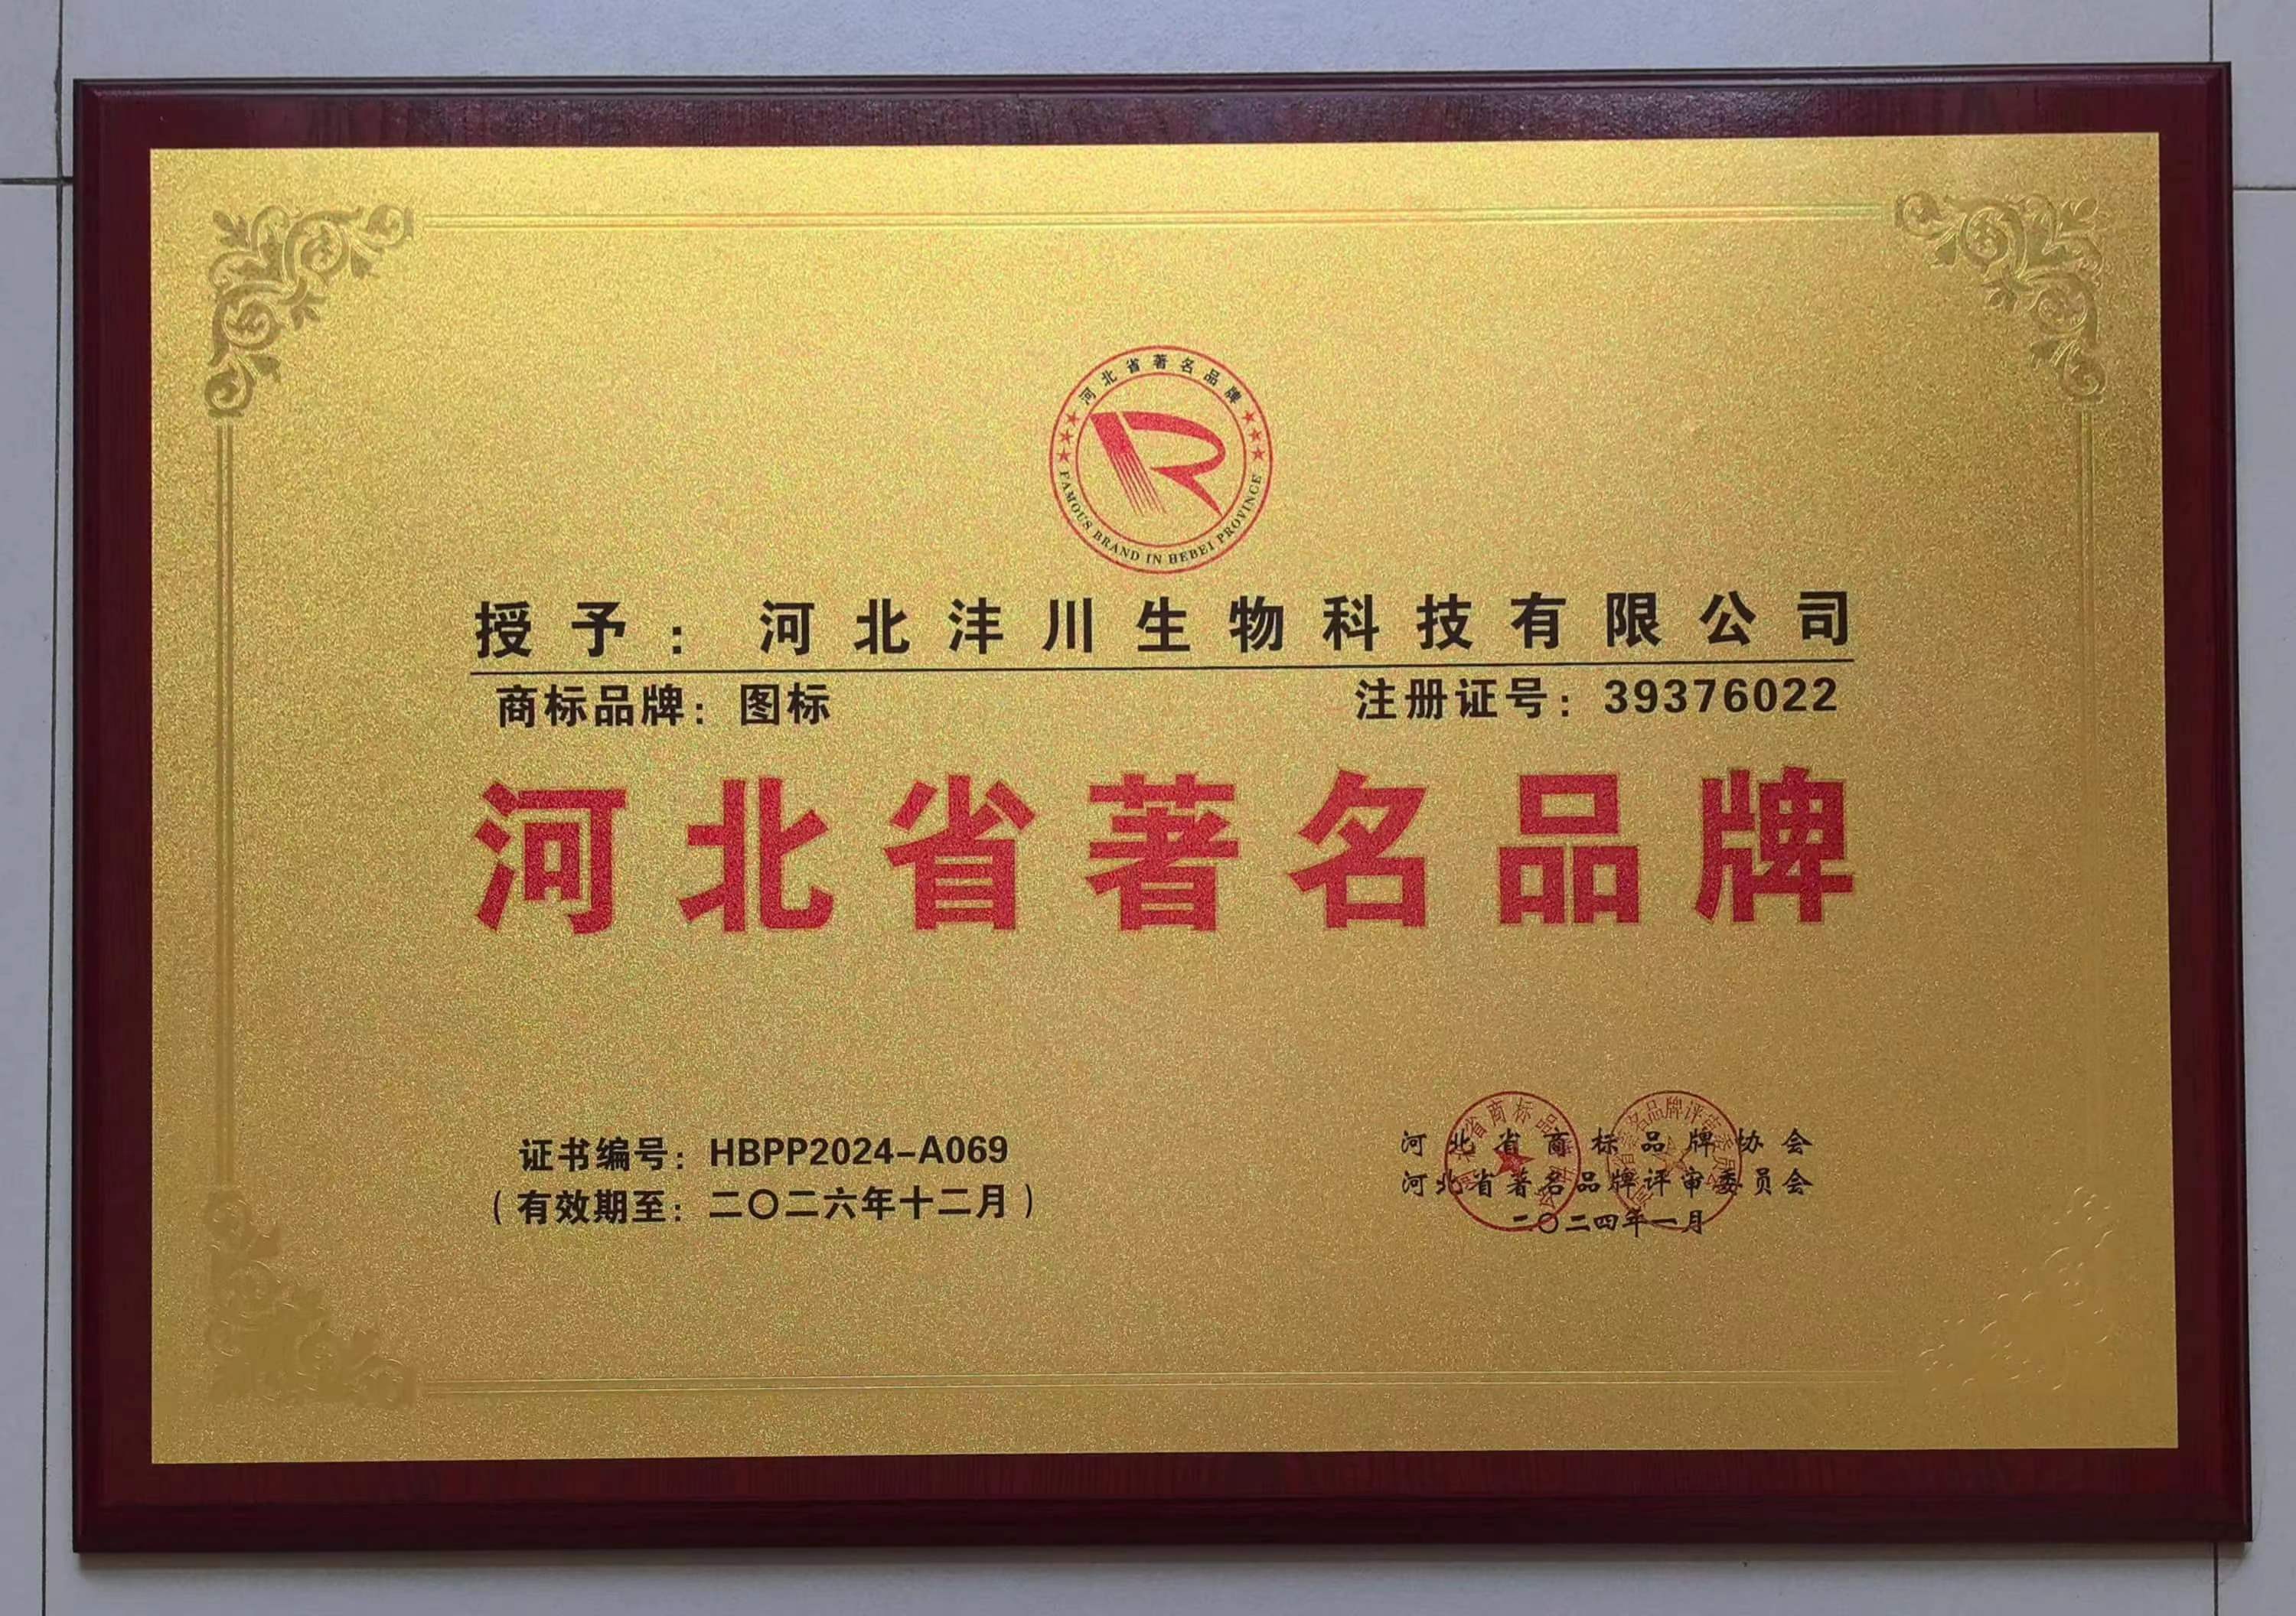 河北省著名品牌
FAMOUS BRAND IN HEBEI PROVINCE
授予：河北沣川生物科技有限公司
商标品牌：图标 注册证号：39376022
河北省著名品牌
证书编号：HBPP2024-A069
（有效期至：二〇二六年十二月）
河北省商标品牌协会
河北省著名品牌评审委员会
二〇二四年一月